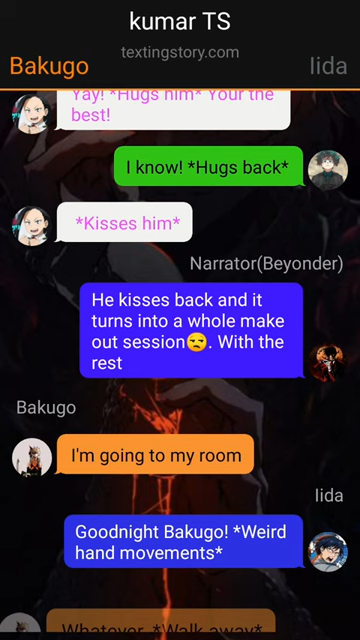 kumar TS
textingstory.com
Bakugo
Iida
Yay! *Hugs him* Your the
best!
I know! *Hugs back*
*Kisses him*
Narrator(Beyonder)
He kisses back and it
turns into a whole make
out session😒. With the
rest
Bakugo
I'm going to my room
Iida
Goodnight Bakugo! *Weird
hand movements*
Whatever. *Walk away*